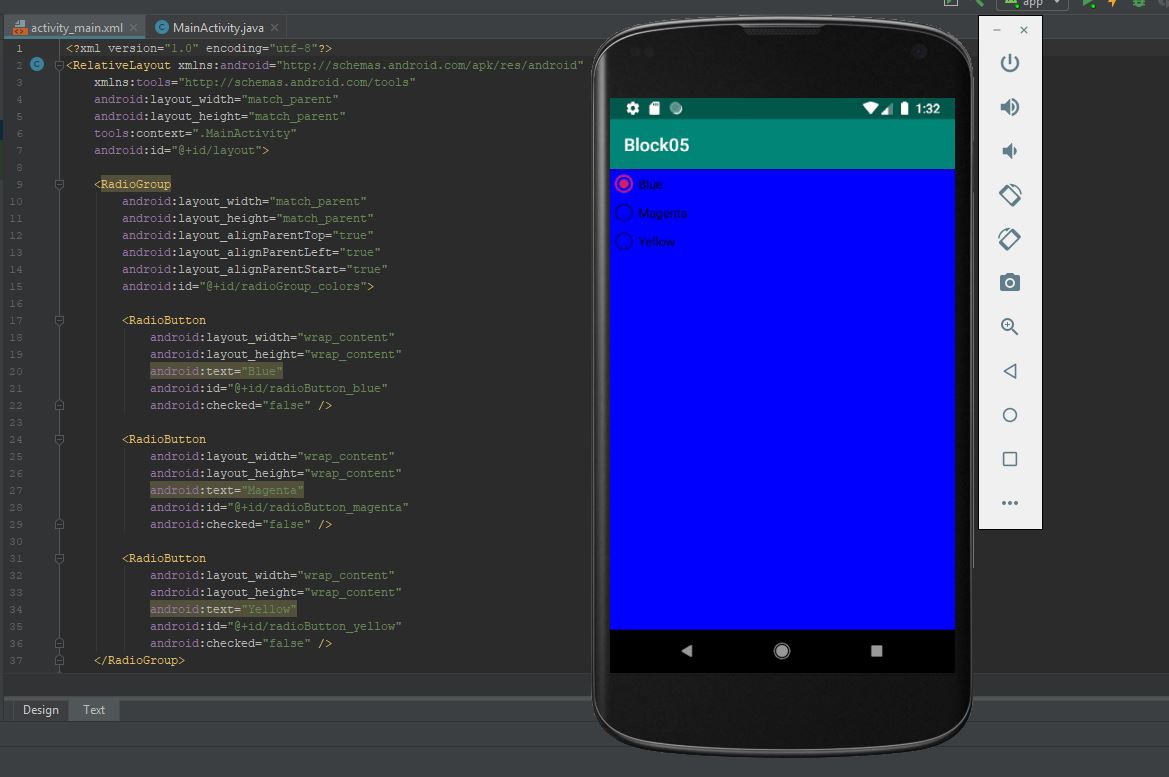 app
activity_main.xml
MainActivity.java
1 <?xml version="1.0" encoding="utf-8"?>
2 <RelativeLayout xmlns:android="http://schemas.android.com/apk/res/android"
3 xmlns:tools="http://schemas.android.com/tools"
4 android:layout_width="match_parent"
5 android:layout_height="match_parent"
6 tools:context=".MainActivity"
7 android:id="@+id/layout">
8
9 <RadioGroup
10 android:layout_width="match_parent"
11 android:layout_height="match_parent"
12 android:layout_alignParentTop="true"
13 android:layout_alignParentLeft="true"
14 android:layout_alignParentStart="true"
15 android:id="@+id/radioGroup_colors">
16
17 <RadioButton
18 android:layout_width="wrap_content"
19 android:layout_height="wrap_content"
20 android:text="Blue"
21 android:id="@+id/radioButton_blue"
22 android:checked="false" />
23
24 <RadioButton
25 android:layout_width="wrap_content"
26 android:layout_height="wrap_content"
27 android:text="Magenta"
28 android:id="@+id/radioButton_magenta"
29 android:checked="false" />
30
31 <RadioButton
32 android:layout_width="wrap_content"
33 android:layout_height="wrap_content"
34 android:text="Yellow"
35 android:id="@+id/radioButton_yellow"
36 android:checked="false" />
37 </RadioGroup>
Design Text
1:32
Block05
Blue
Magenta
Yellow